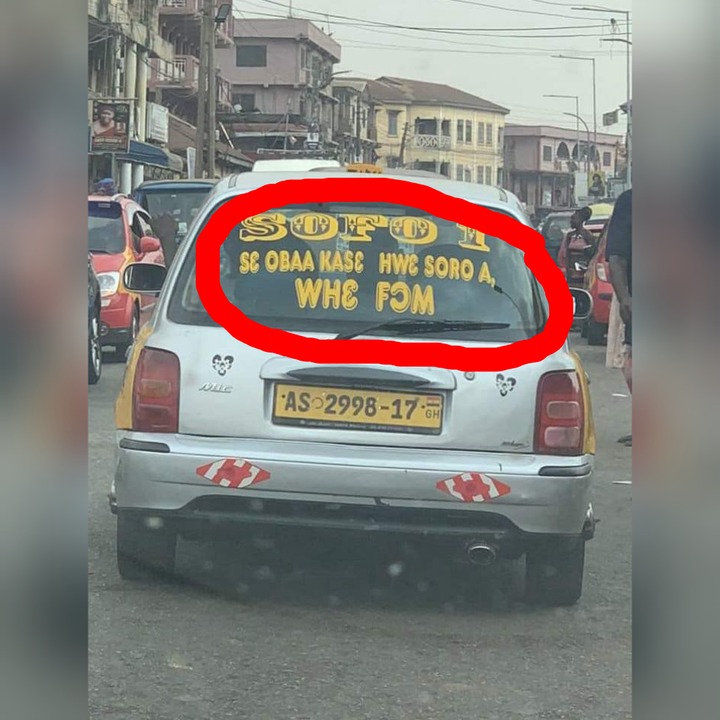 SOFO 1
SƐ OBAA KASƐ HWƐ SORO A,
WHƐ FƆM
AS 2998-17
GH